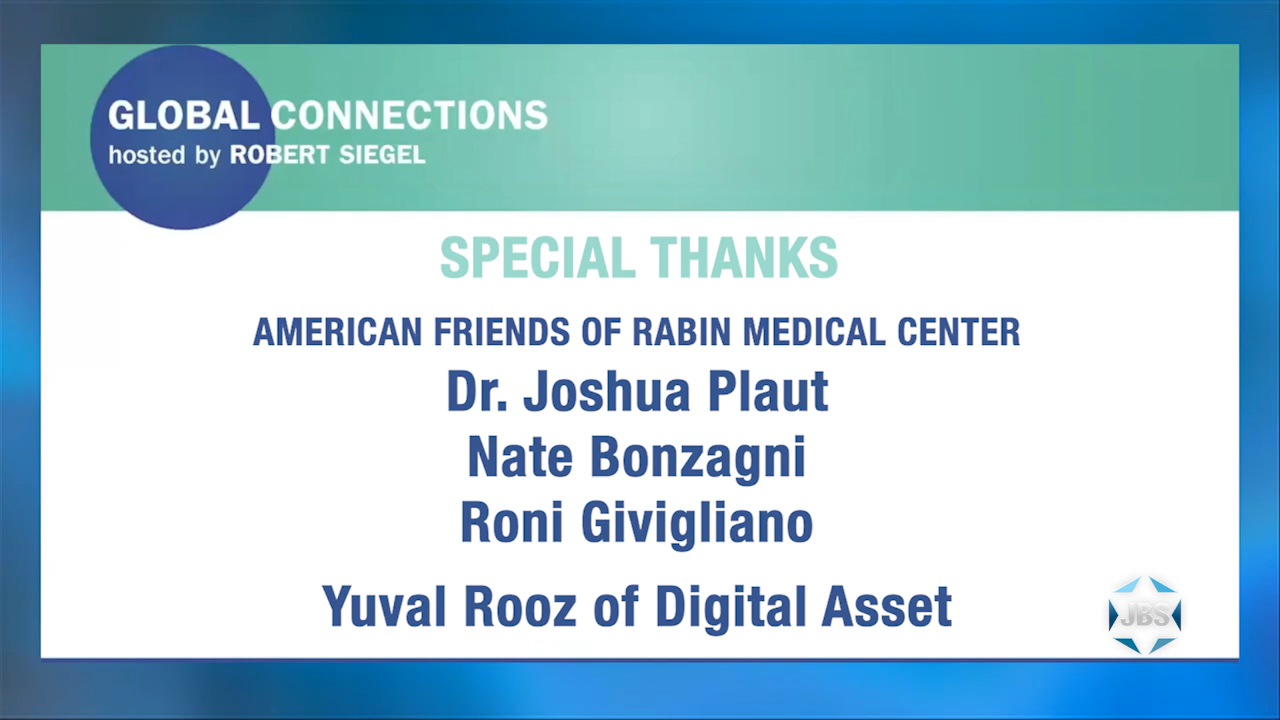 GLOBAL CONNECTIONS
hosted by ROBERT SIEGEL
SPECIAL THANKS
AMERICAN FRIENDS OF RABIN MEDICAL CENTER
Dr. Joshua Plaut
Nate Bonzagni
Roni Givigliano
Yuval Rooz of Digital Asset
JBS